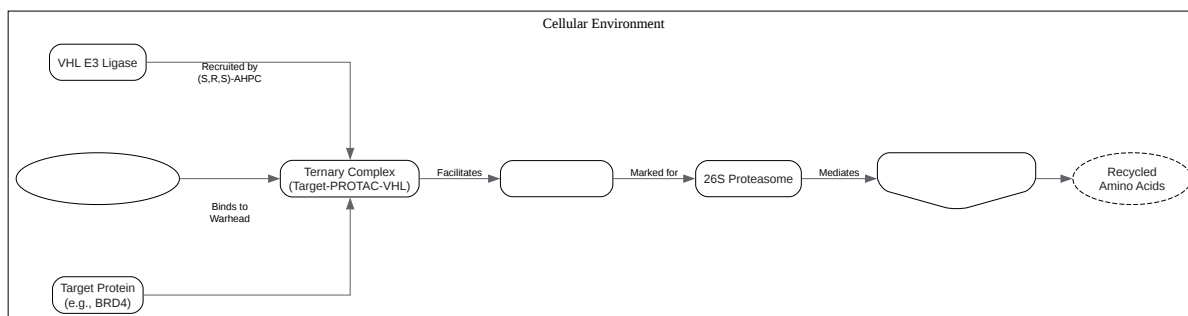 Cellular Environment
VHL E3 Ligase
Recruited by
(S,R,S)-AHPC
Ternary Complex
(Target-PROTAC-VHL)
Facilitates
Marked for
26S Proteasome
Mediates
Recycled
Amino Acids
Binds to
Warhead
Target Protein
(e.g., BRD4)